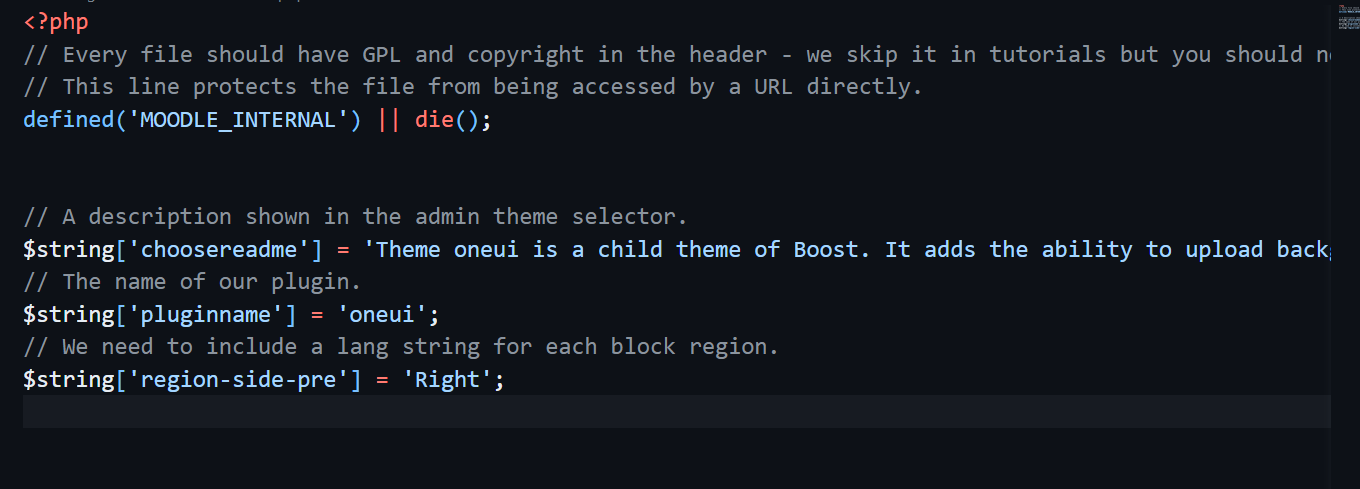 <?php
// Every file should have GPL and copyright in the header - we skip it in tutorials but you should
// This line protects the file from being accessed by a URL directly.
defined('MOODLE_INTERNAL') || die();
// A description shown in the admin theme selector.
$string['choosereadme'] = 'Theme oneui is a child theme of Boost. It adds the ability to upload
// The name of our plugin.
$string['pluginname'] = 'oneui';
// We need to include a lang string for each block region.
$string['region-side-pre'] = 'Right';